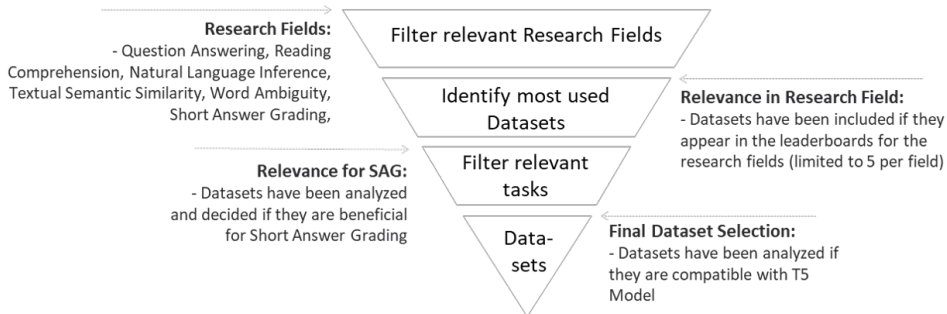 Research Fields:
- Question Answering, Reading
Comprehension, Natural Language Inference,
Textual Semantic Similarity, Word Ambiguity,
Short Answer Grading,
Filter relevant Research Fields
Identify most used
Datasets
Relevance in Research Field:
- Datasets have been included if they
appear in the leaderboards for the
research fields (limited to 5 per field)
Relevance for SAG:
- Datasets have been analyzed
and decided if they are beneficial
for Short Answer Grading
Filter relevant
tasks
Data-
sets
Final Dataset Selection:
- Datasets have been analyzed if
they are compatible with T5
Model